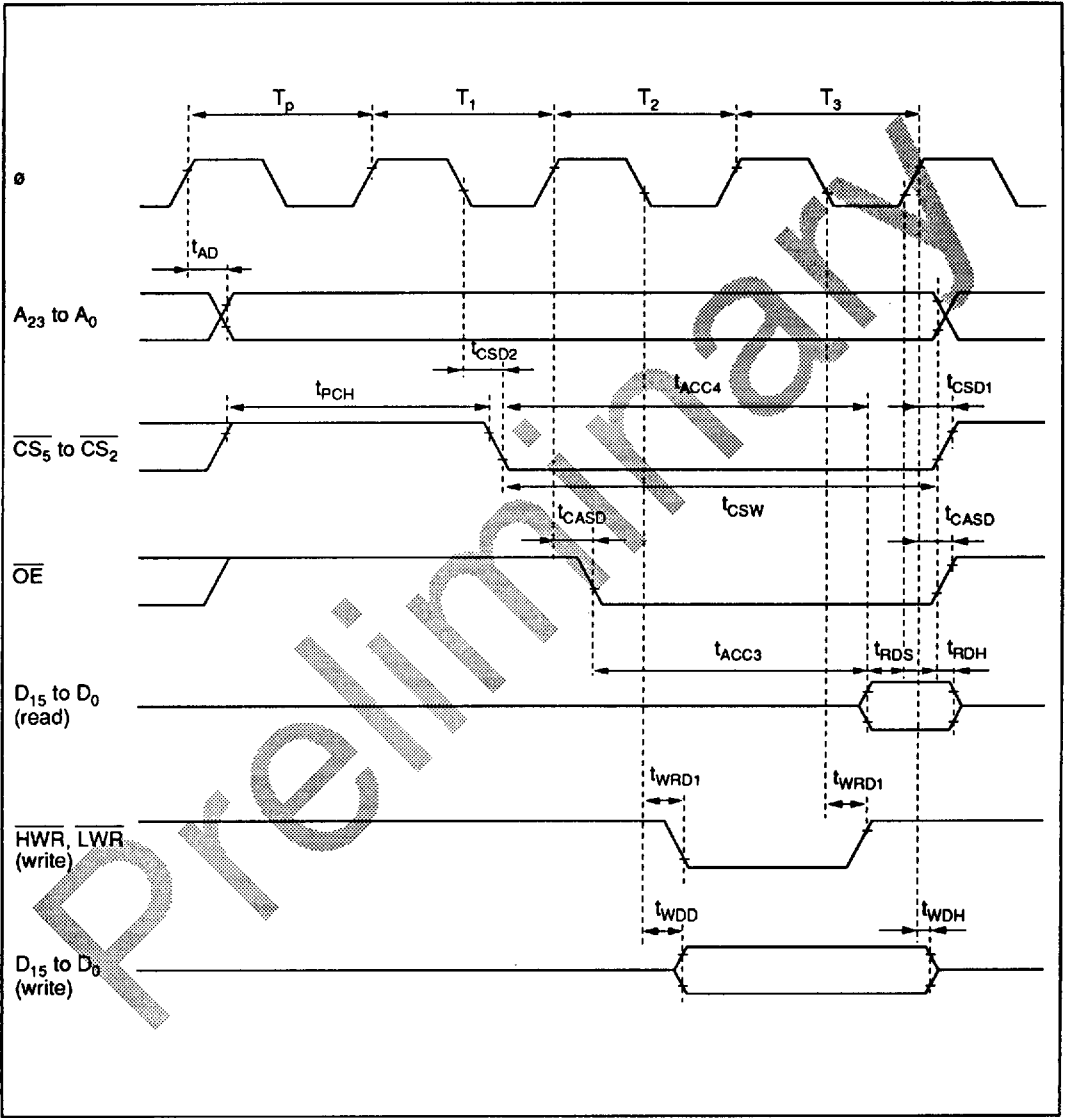 Tp T1 T2 T3
ø
tAD
A23 to A0
tCSD2
tPCH tACC4 tCSD1
CS5 to CS2
tCSW
tCASD tCASD
OE
tACC3 tRDS tRDH
D15 to D0
(read)
tWRD1 tWRD1
HWR, LWR
(write)
tWDD tWDH
D15 to D0
(write)
Preliminary